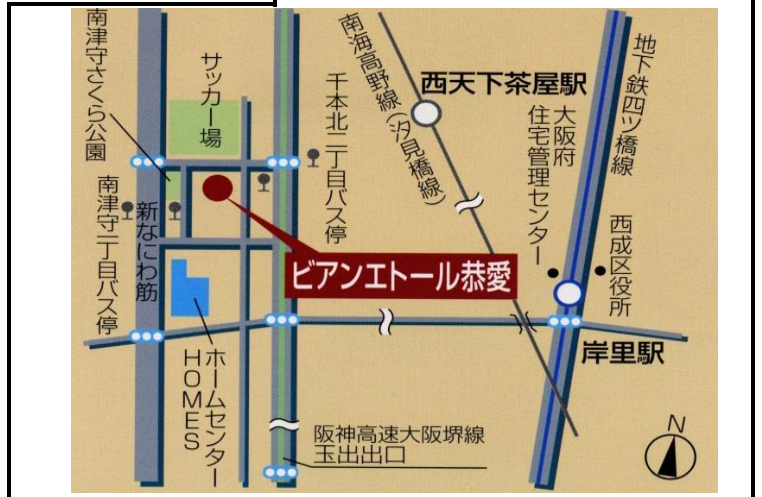 南津守さくら公園
サッカー場
千本北二丁目バス停
南海高野線(汐見橋線)
西天下茶屋駅
大阪府
住宅管理センター
地下鉄四ツ橋線
西成区役所
南津守二丁目バス停
新なにわ筋
ビアンエトール恭愛
岸里駅
ホームセンター
HOMES
阪神高速大阪堺線
玉出出口
N